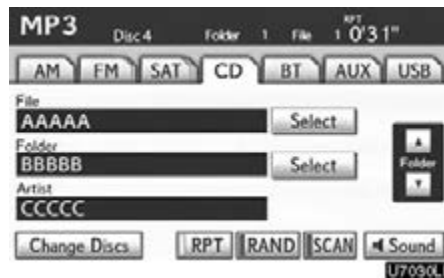 MP3 Disc 4 Folder 1 File 1 RPT 0'31"
AM FM SAT CD BT AUX USB
File
AAAAA Select
Folder
BBBBB Select
Folder
Artist
CCCCC
Change Discs RPT RAND SCAN Sound
U7090L